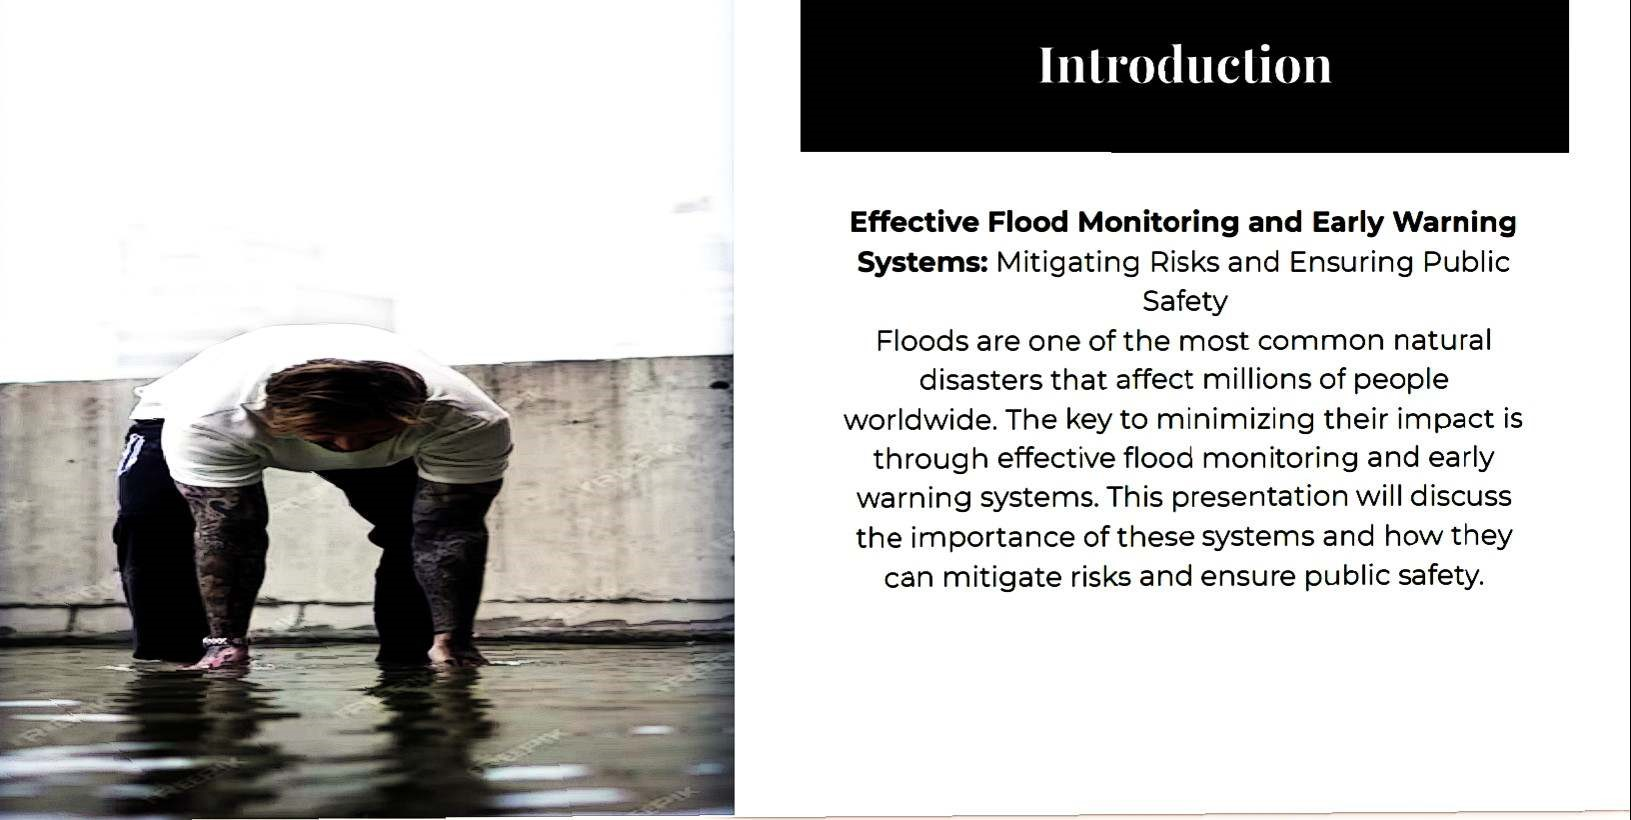 Introduction
Effective Flood Monitoring and Early Warning
Systems: Mitigating Risks and Ensuring Public
Safety
Floods are one of the most common natural
disasters that affect millions of people
worldwide. The key to minimizing their impact is
through effective flood monitoring and early
warning systems. This presentation will discuss
the importance of these systems and how they
can mitigate risks and ensure public safety.